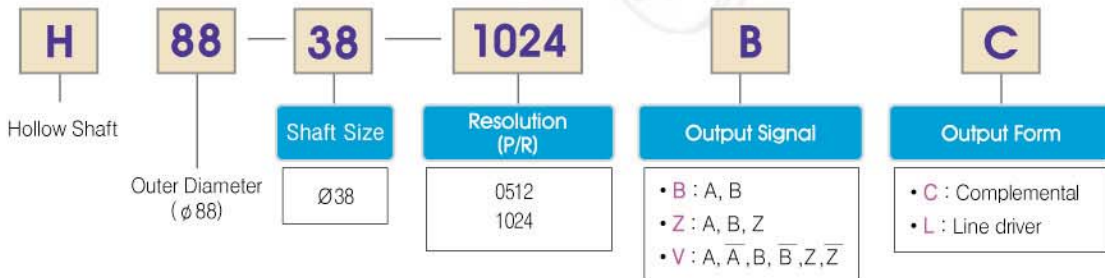 H 88 — 38 — 1024 B C
Hollow Shaft
Outer Diameter
(ϕ88)
Shaft Size
Ø38
Resolution
(P/R)
0512
1024
Output Signal
• B : A, B
• Z : A, B, Z
• V : A, A̅, B, B̅, Z, Z̅
Output Form
• C : Complemental
• L : Line driver